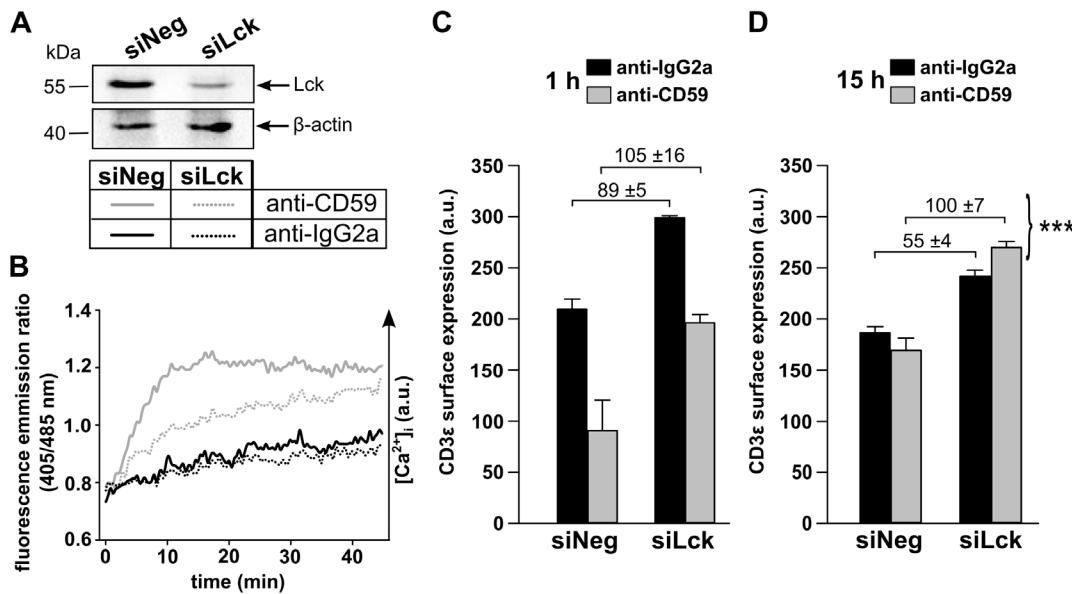 A
siNeg siLck
kDa
55
Lck
40
β-actin
siNeg siLck
anti-CD59
anti-IgG2a
B
fluorescence emmission ratio
(405/485 nm)
1.4
1.2
1.0
0.8
0.6
0 10 20 30 40
time (min)
[Ca²⁺]ᵢ (a.u.)
C
1 h
anti-IgG2a
anti-CD59
CD3ε surface expression (a.u.)
350
300
250
200
150
100
50
0
105 ±16
89 ±5
siNeg siLck
D
15 h
anti-IgG2a
anti-CD59
CD3ε surface expression (a.u.)
350
300
250
200
150
100
50
0
100 ±7
55 ±4
***
siNeg siLck